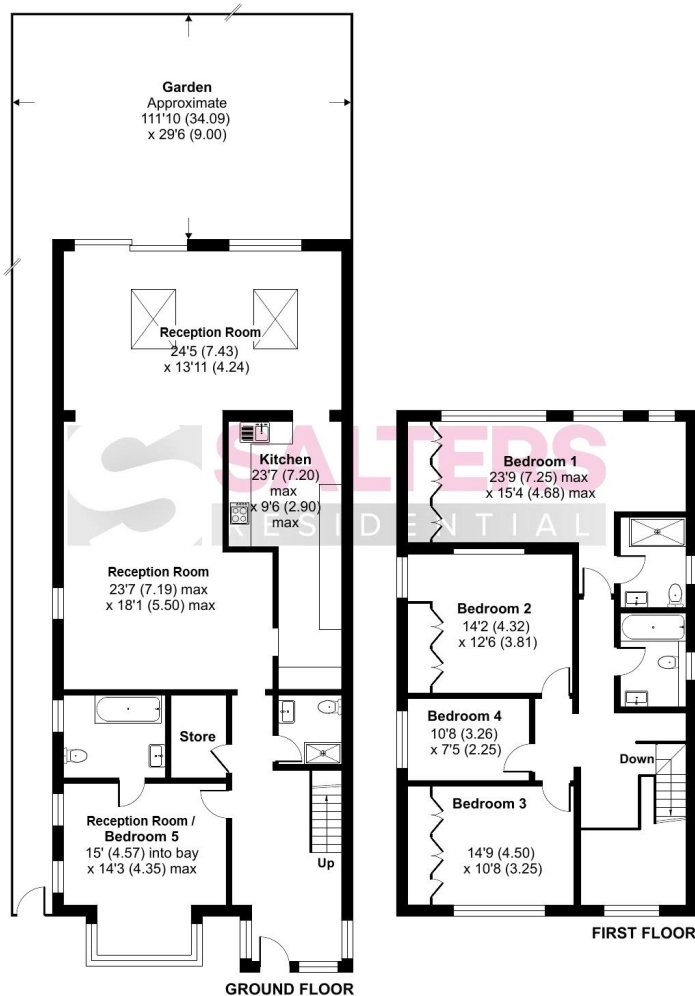 Garden
Approximate
111'10 (34.09)
x 29'6 (9.00)
Reception Room
24'5 (7.43)
x 13'11 (4.24)
SALTERS
RESIDENTIAL
Kitchen
23'7 (7.20)
max
x 9'6 (2.90)
max
Reception Room
23'7 (7.19) max
x 18'1 (5.50) max
Store
Reception Room /
Bedroom 5
15' (4.57) into bay
x 14'3 (4.35) max
Up
GROUND FLOOR
Bedroom 1
23'9 (7.25) max
x 15'4 (4.68) max
Bedroom 2
14'2 (4.32)
x 12'6 (3.81)
Bedroom 4
10'8 (3.26)
x 7'5 (2.25)
Down
Bedroom 3
14'9 (4.50)
x 10'8 (3.25)
FIRST FLOOR